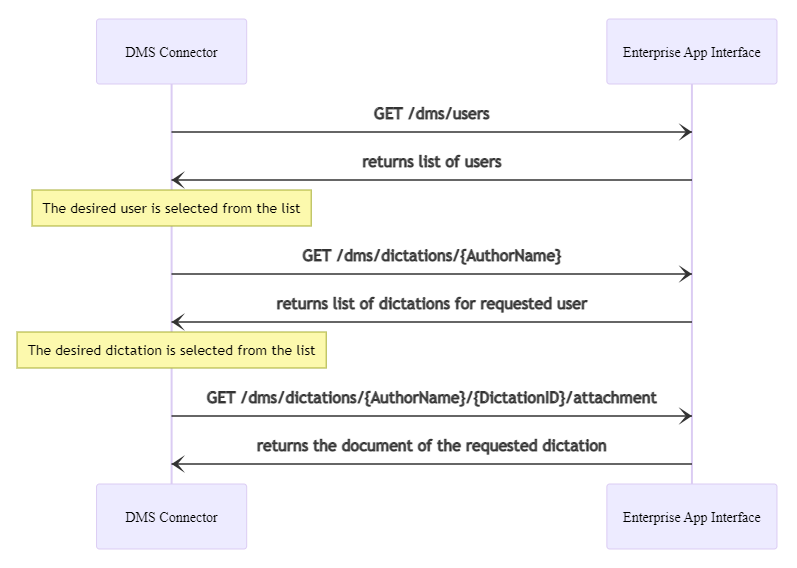 DMS Connector
Enterprise App Interface
GET /dms/users
returns list of users
The desired user is selected from the list
GET /dms/dictations/{AuthorName}
returns list of dictations for requested user
The desired dictation is selected from the list
GET /dms/dictations/{AuthorName}/{DictationID}/attachment
returns the document of the requested dictation
DMS Connector
Enterprise App Interface